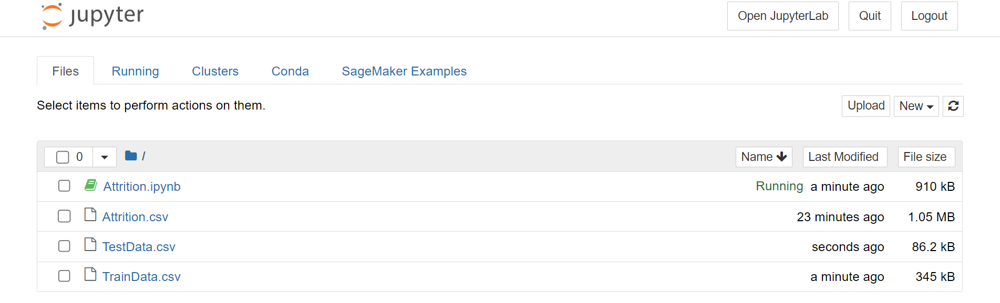 jupyter
Open JupyterLab Quit Logout
Files Running Clusters Conda SageMaker Examples
Select items to perform actions on them.
Upload New
0 / Name Last Modified File size
Attrition.ipynb Running a minute ago 910 kB
Attrition.csv 23 minutes ago 1.05 MB
TestData.csv seconds ago 86.2 kB
TrainData.csv a minute ago 345 kB